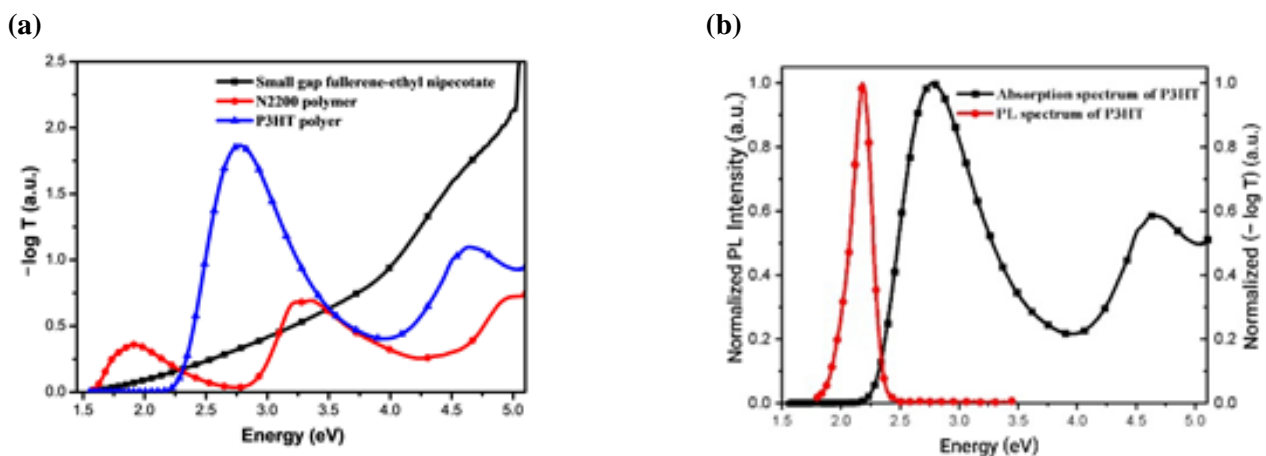 (a)
(b)
2.5
2.0
1.5
1.0
0.5
0.0
−log T (a.u.)
Small gap fullerene-ethyl nipecotate
N2200 polymer
P3HT polyer
1.5 2.0 2.5 3.0 3.5 4.0 4.5 5.0
Energy (eV)
1.0
0.8
0.6
0.4
0.2
0.0
Normalized PL Intensity (a.u.)
Absorption spectrum of P3HT
PL spectrum of P3HT
1.0
0.8
0.6
0.4
0.2
0.0
Normalized (− log T) (a.u.)
1.5 2.0 2.5 3.0 3.5 4.0 4.5 5.0
Energy (eV)